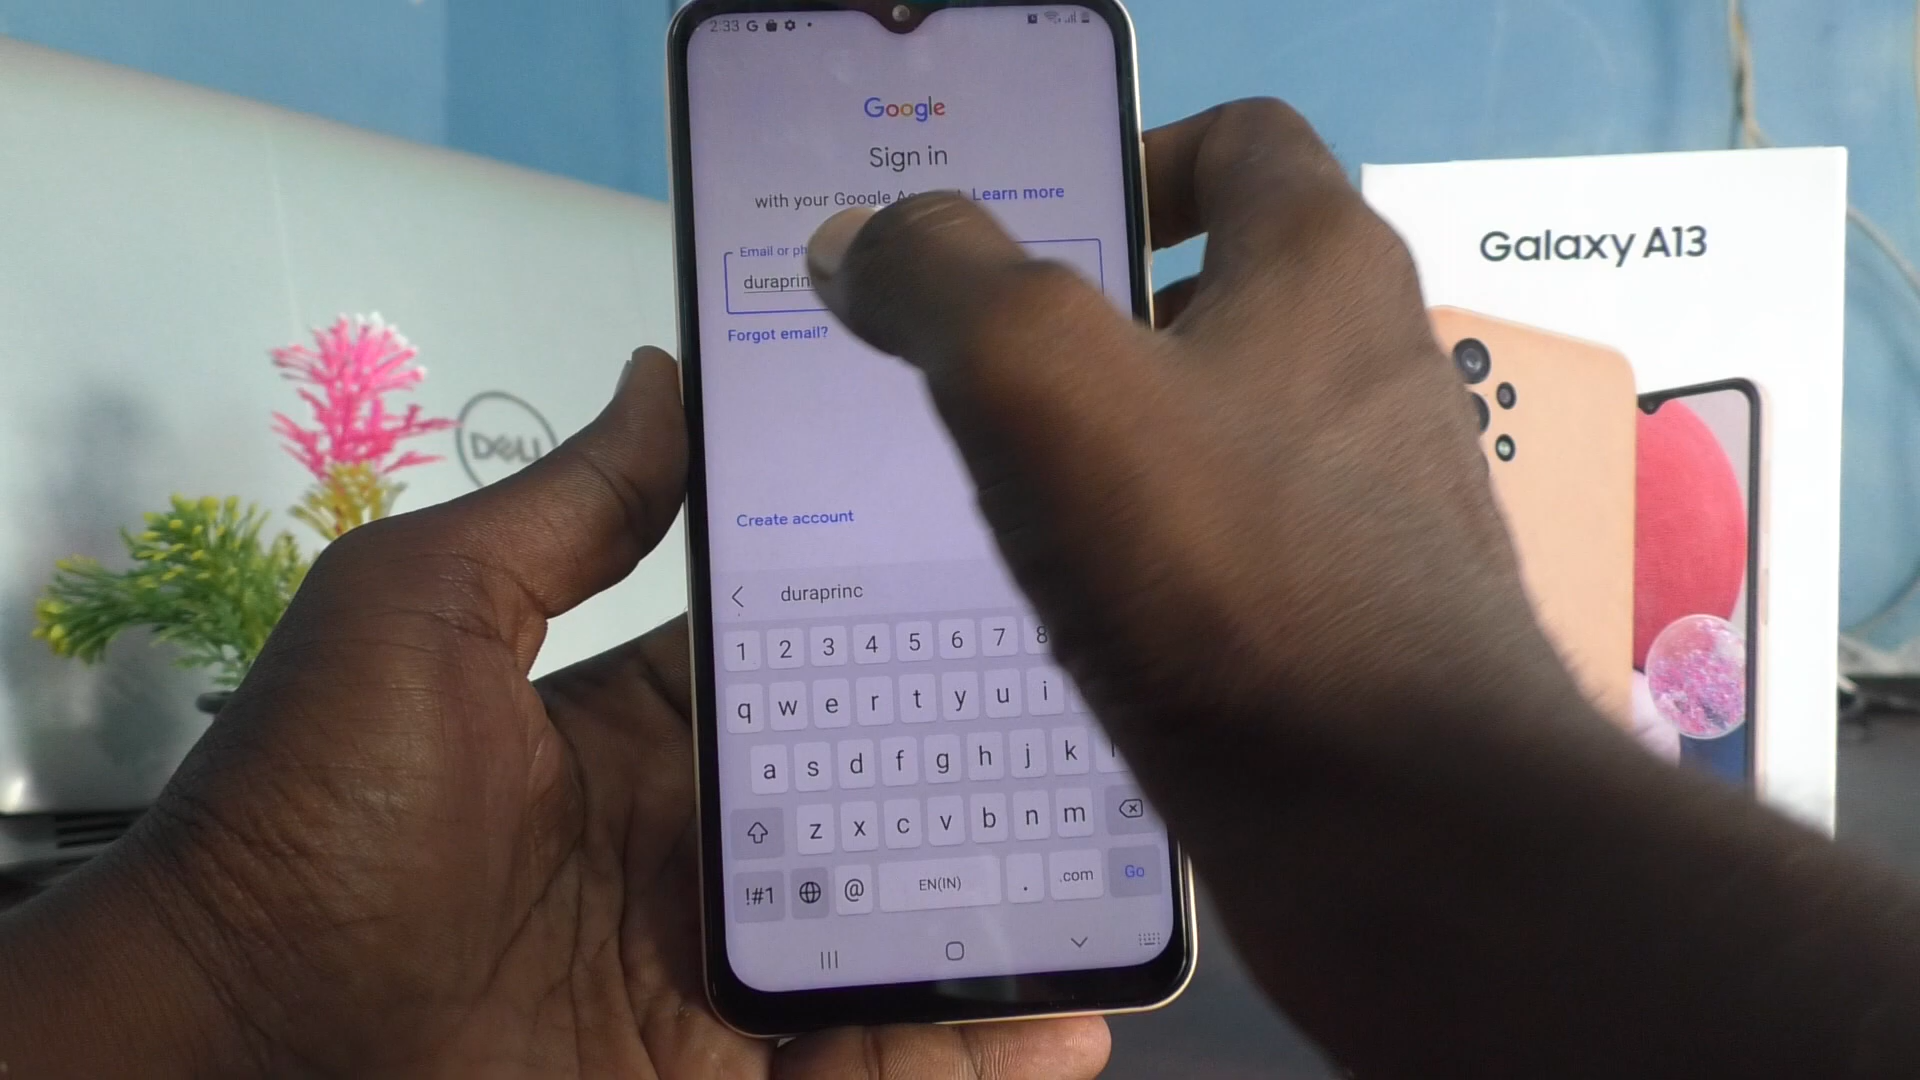 2:33 G
Google
Sign in
with your Google Learn more
Email or
duraprin
Forgot email?
Create account
duraprinc
1 2 3 4 5 6 7 8
q w e r t y u i
a s d f g h j k
z x c v b n m
!#1 @ EN(IN) . .com Go
DELL
Galaxy A13